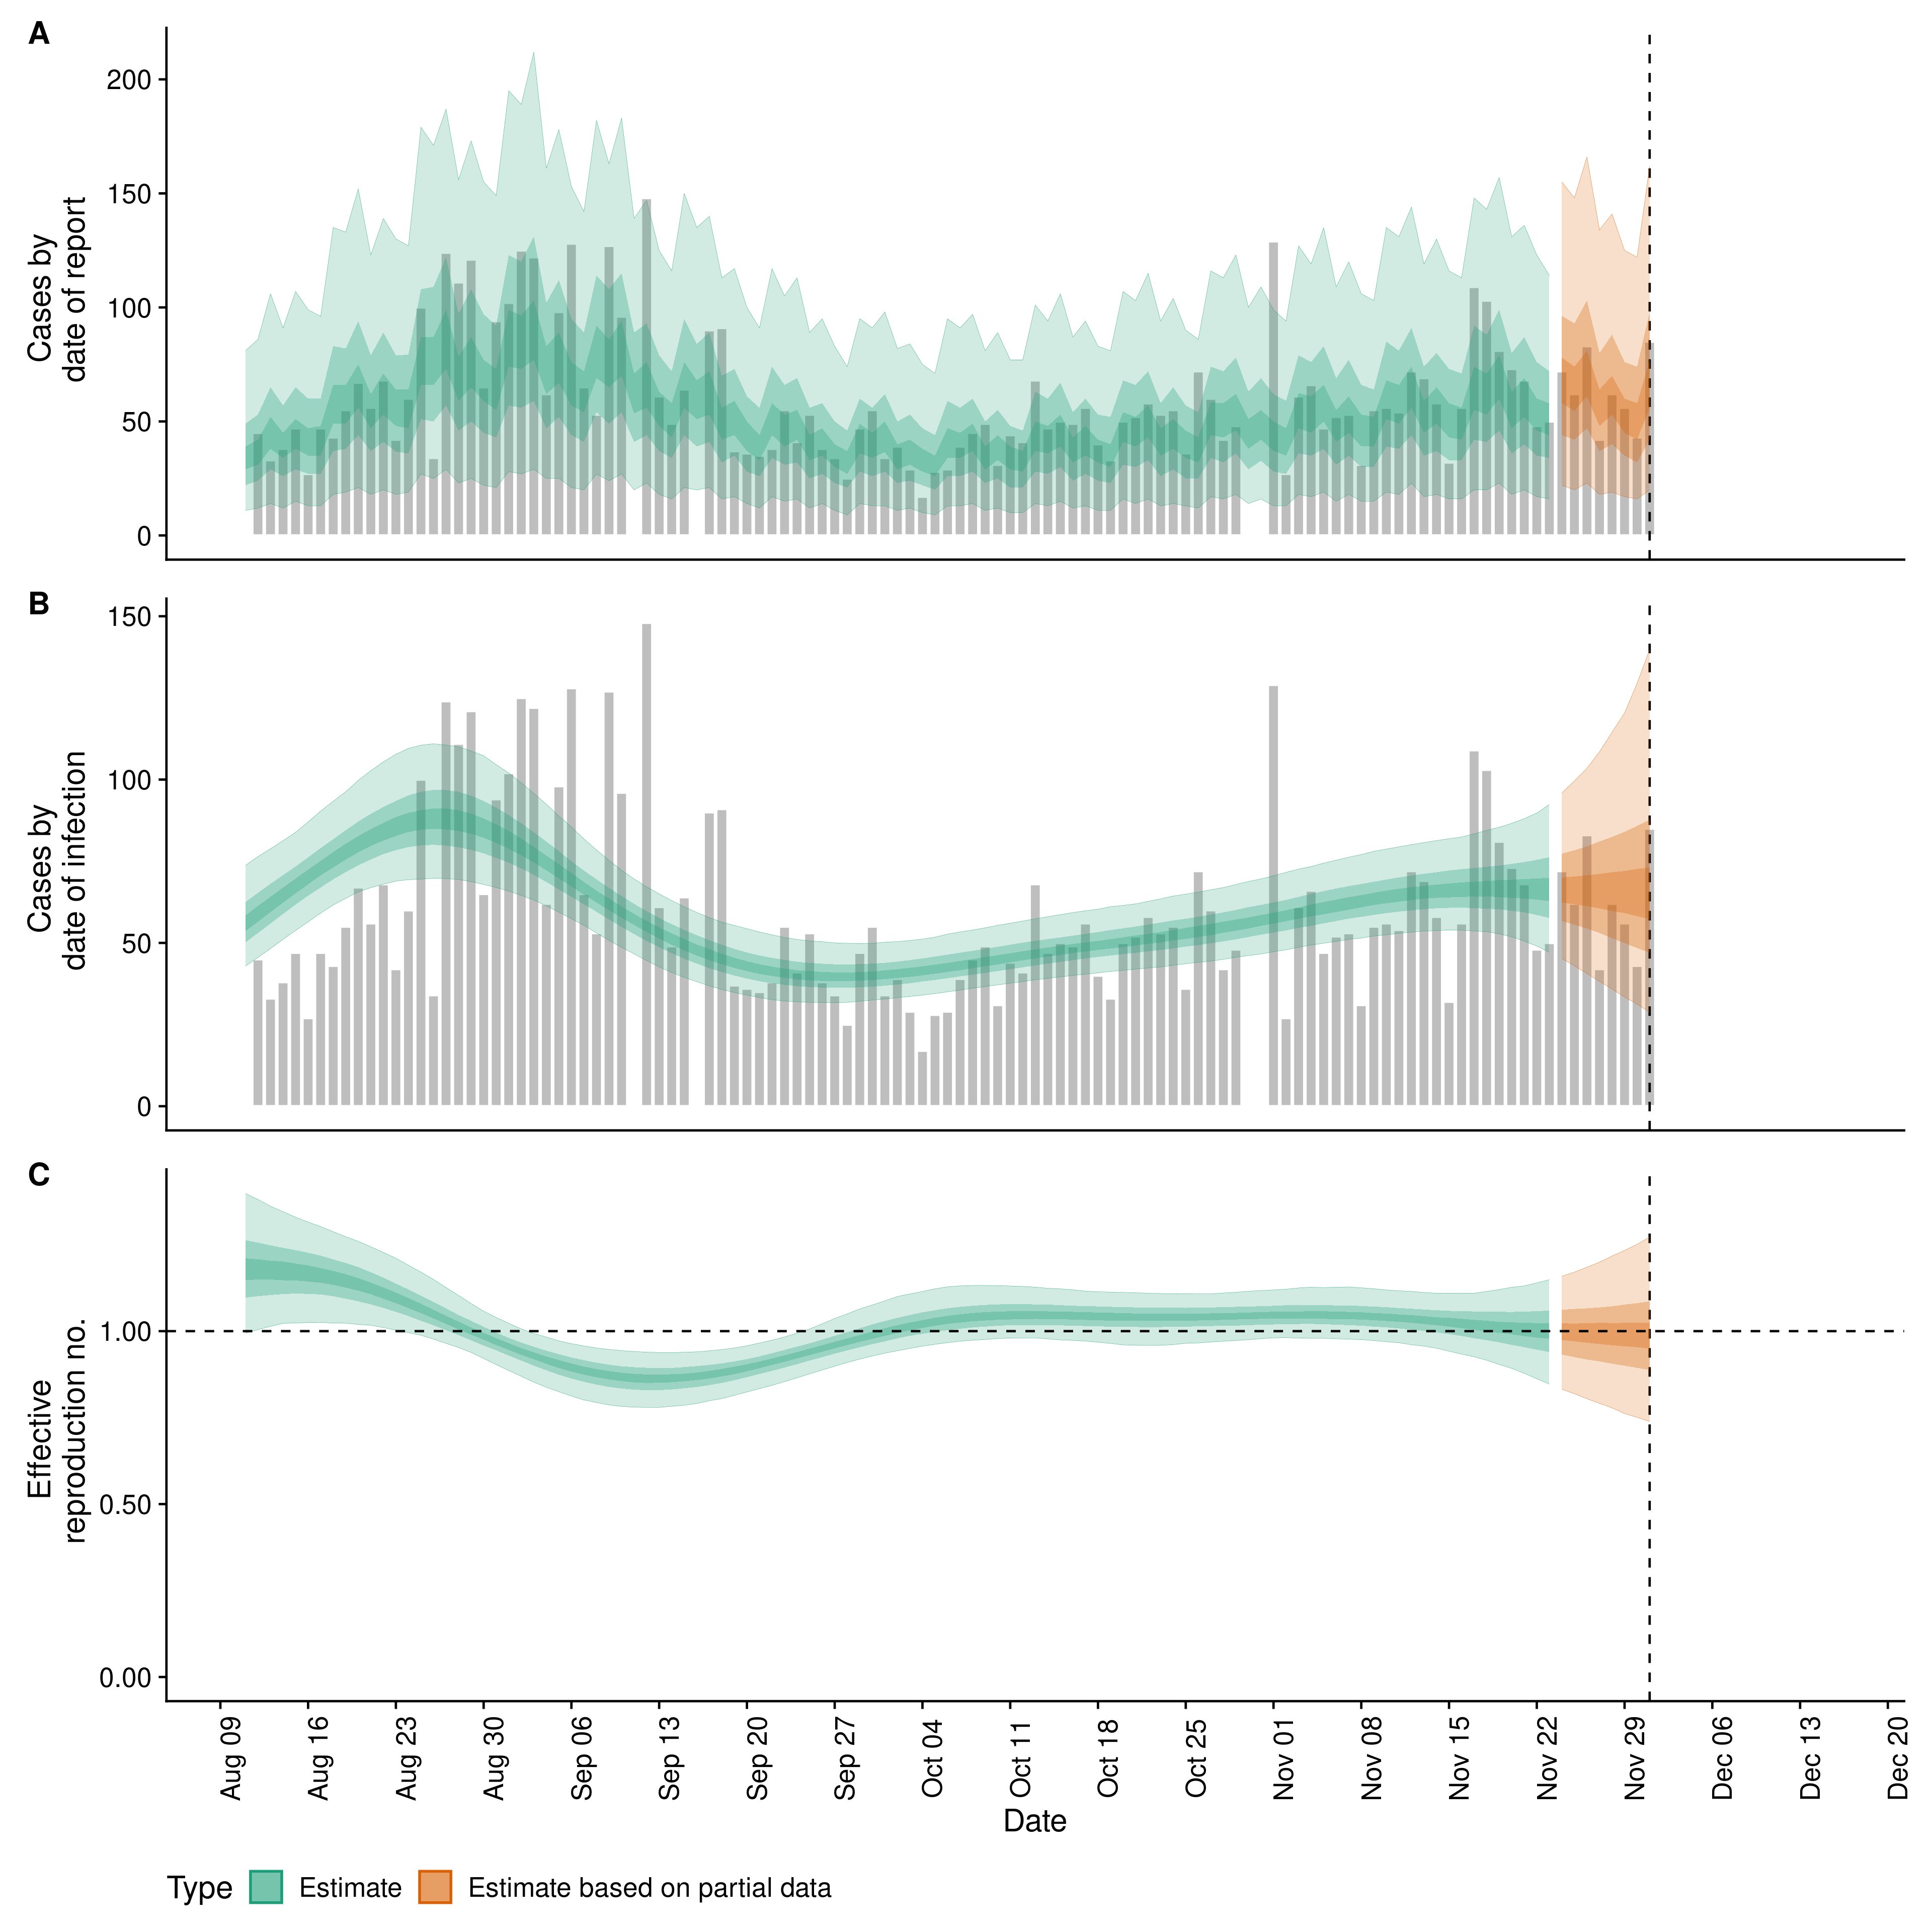 A
Cases by
date of report
200
150
100
50
0
B
Cases by
date of infection
150
100
50
0
C
Effective
reproduction no.
1.00
0.50
0.00
Aug 09
Aug 16
Aug 23
Aug 30
Sep 06
Sep 13
Sep 20
Sep 27
Oct 04
Oct 11
Oct 18
Oct 25
Nov 01
Nov 08
Nov 15
Nov 22
Nov 29
Dec 06
Dec 13
Dec 20
Date
Type Estimate Estimate based on partial data